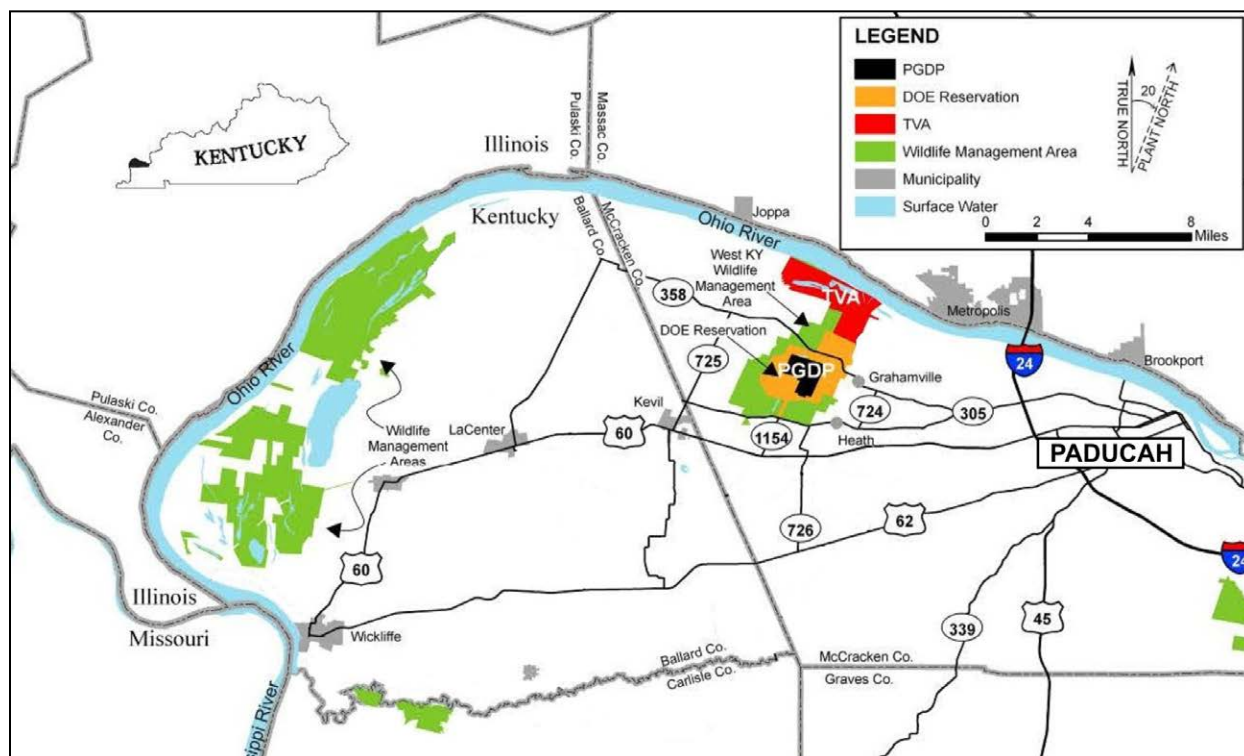 LEGEND
PGDP
DOE Reservation
TVA
Wildlife Management Area
Municipality
Surface Water
TRUE NORTH
20
PLANT NORTH
0 2 4 8
Miles
KENTUCKY
Illinois
Kentucky
Pulaski Co.
Massac Co.
Ballard Co.
McCracken Co.
Ohio River
Joppa
West KY
Wildlife
Management
Area
TVA
358
DOE Reservation
PGDP
Metropolis
24
Brookport
Grahamville
725
724
305
Ohio River
Pulaski Co.
Alexander
Co.
Wildlife
Management
Areas
LaCenter
Kevil
60
1154
Heath
PADUCAH
726
62
60
24
Illinois
Missouri
Wickliffe
339
45
Ballard Co.
Carlisle Co.
McCracken Co.
Graves Co.
sippi River